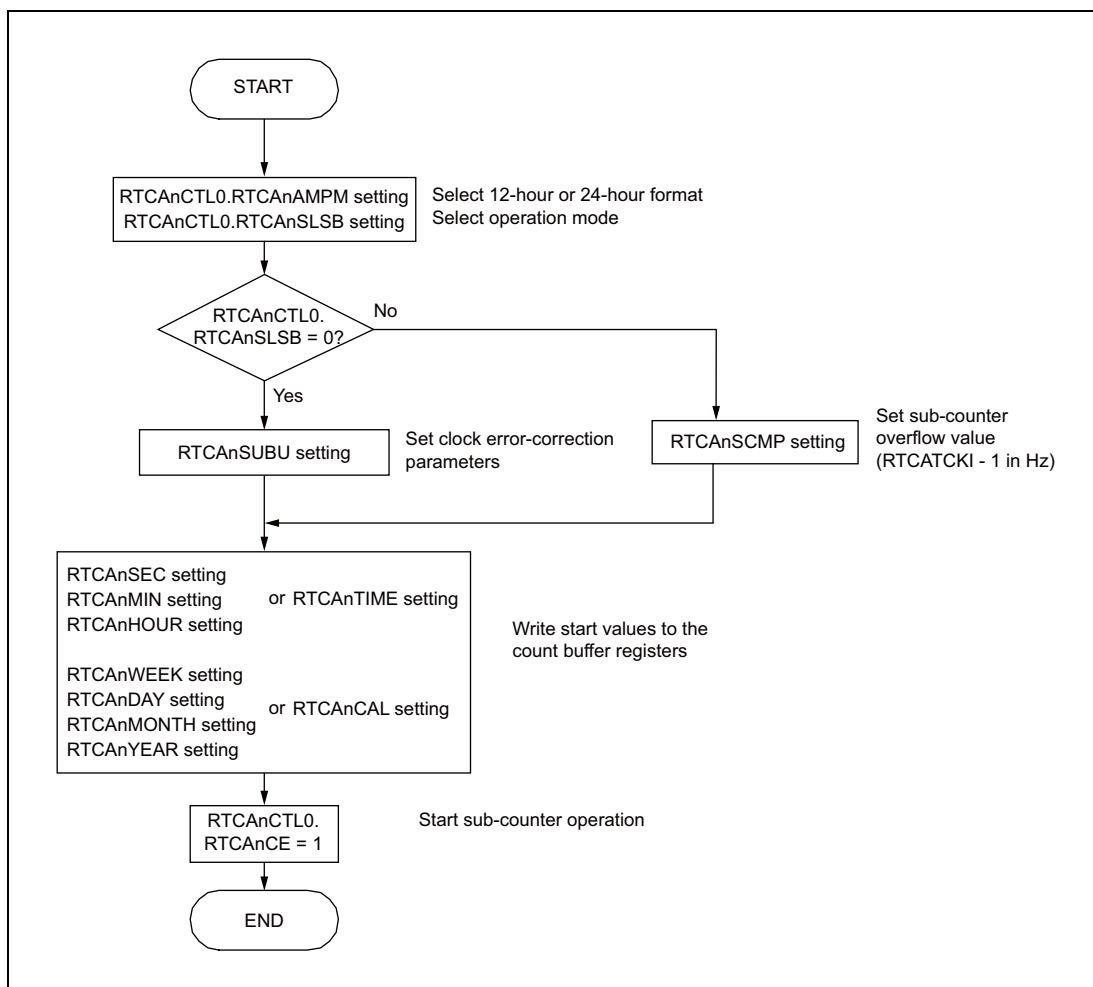 START
RTCAnCTL0.RTCAnAMPM setting
RTCAnCTL0.RTCAnSLSB setting
Select 12-hour or 24-hour format
Select operation mode
RTCAnCTL0.
RTCAnSLSB = 0?
No
Yes
RTCAnSUBU setting
Set clock error-correction
parameters
RTCAnSCMP setting
Set sub-counter
overflow value
(RTCATCKI - 1 in Hz)
RTCAnSEC setting
RTCAnMIN setting
RTCAnHOUR setting
or RTCAnTIME setting
RTCAnWEEK setting
RTCAnDAY setting
RTCAnMONTH setting
RTCAnYEAR setting
or RTCAnCAL setting
Write start values to the
count buffer registers
RTCAnCTL0.
RTCAnCE = 1
Start sub-counter operation
END